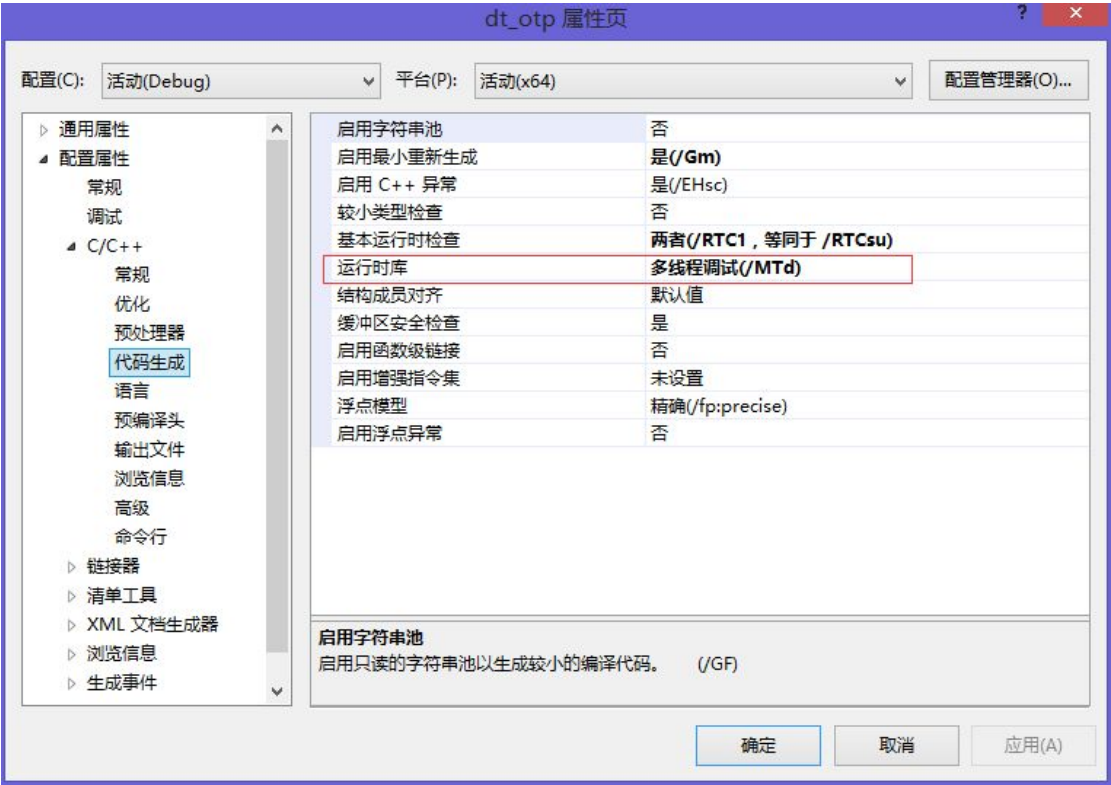 dt_otp 属性页
?
配置(C): 活动(Debug) 平台(P): 活动(x64) 配置管理器(O)...
通用属性
配置属性
常规
调试
C/C++
常规
优化
预处理器
代码生成
语言
预编译头
输出文件
浏览信息
高级
命令行
链接器
清单工具
XML 文档生成器
浏览信息
生成事件
启用字符串池 否
启用最小重新生成 是(/Gm)
启用 C++ 异常 是(/EHsc)
较小类型检查 否
基本运行时检查 两者(/RTC1，等同于 /RTCsu)
运行时库 多线程调试(/MTd)
结构成员对齐 默认值
缓冲区安全检查 是
启用函数级链接 否
启用增强指令集 未设置
浮点模型 精确(/fp:precise)
启用浮点异常 否
启用字符串池
启用只读的字符串池以生成较小的编译代码。 (/GF)
确定 取消 应用(A)